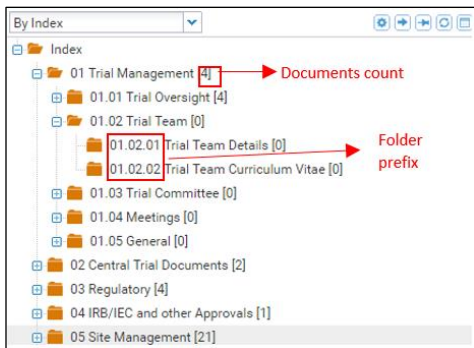 By Index
Index
01 Trial Management [4] Documents count
01.01 Trial Oversight [4]
01.02 Trial Team [0]
01.02.01 Trial Team Details [0] Folder
01.02.02 Trial Team Curriculum Vitae [0] prefix
01.03 Trial Committee [0]
01.04 Meetings [0]
01.05 General [0]
02 Central Trial Documents [2]
03 Regulatory [4]
04 IRB/IEC and other Approvals [1]
05 Site Management [21]